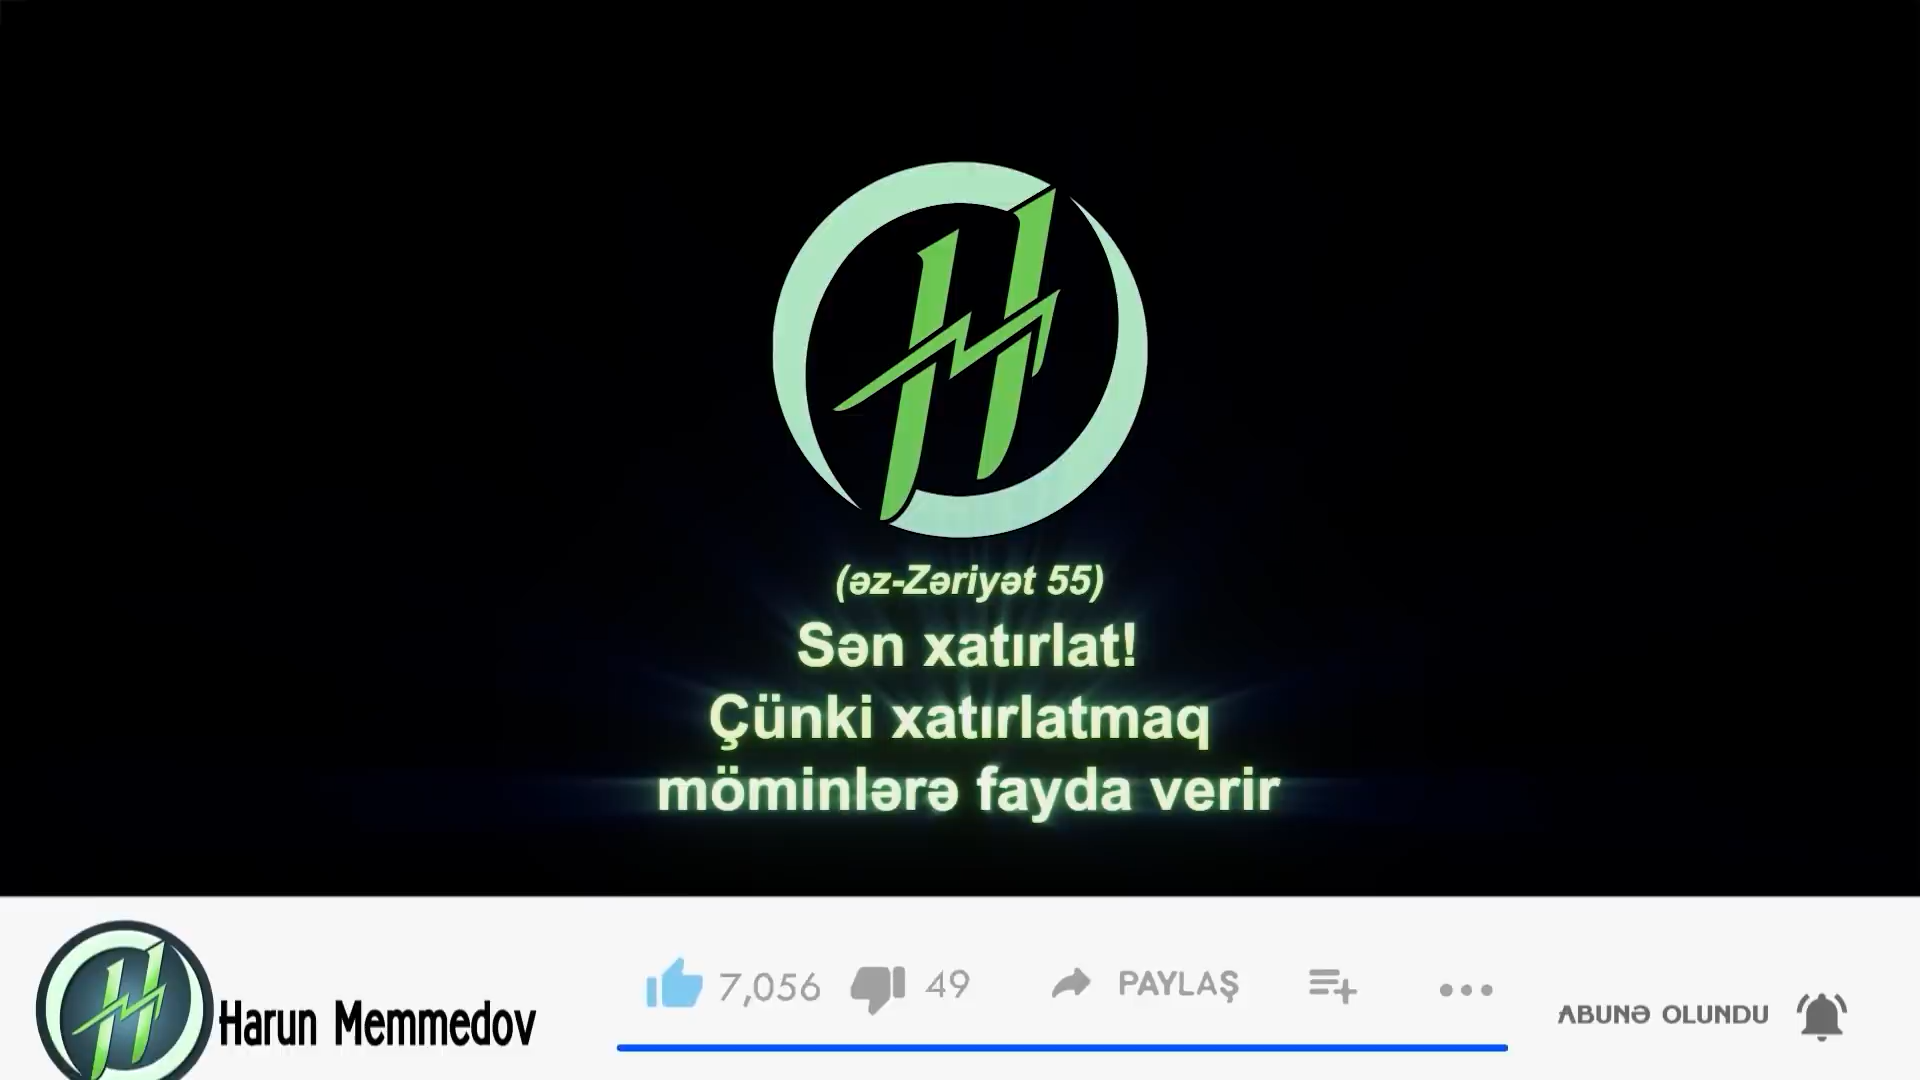 (əz-Zəriyət 55)
Sən xatırlat!
Çünki xatırlatmaq
möminlərə fayda verir
Harun Memmedov
7,056
49
PAYLAŞ
ABUNƏ OLUNDU